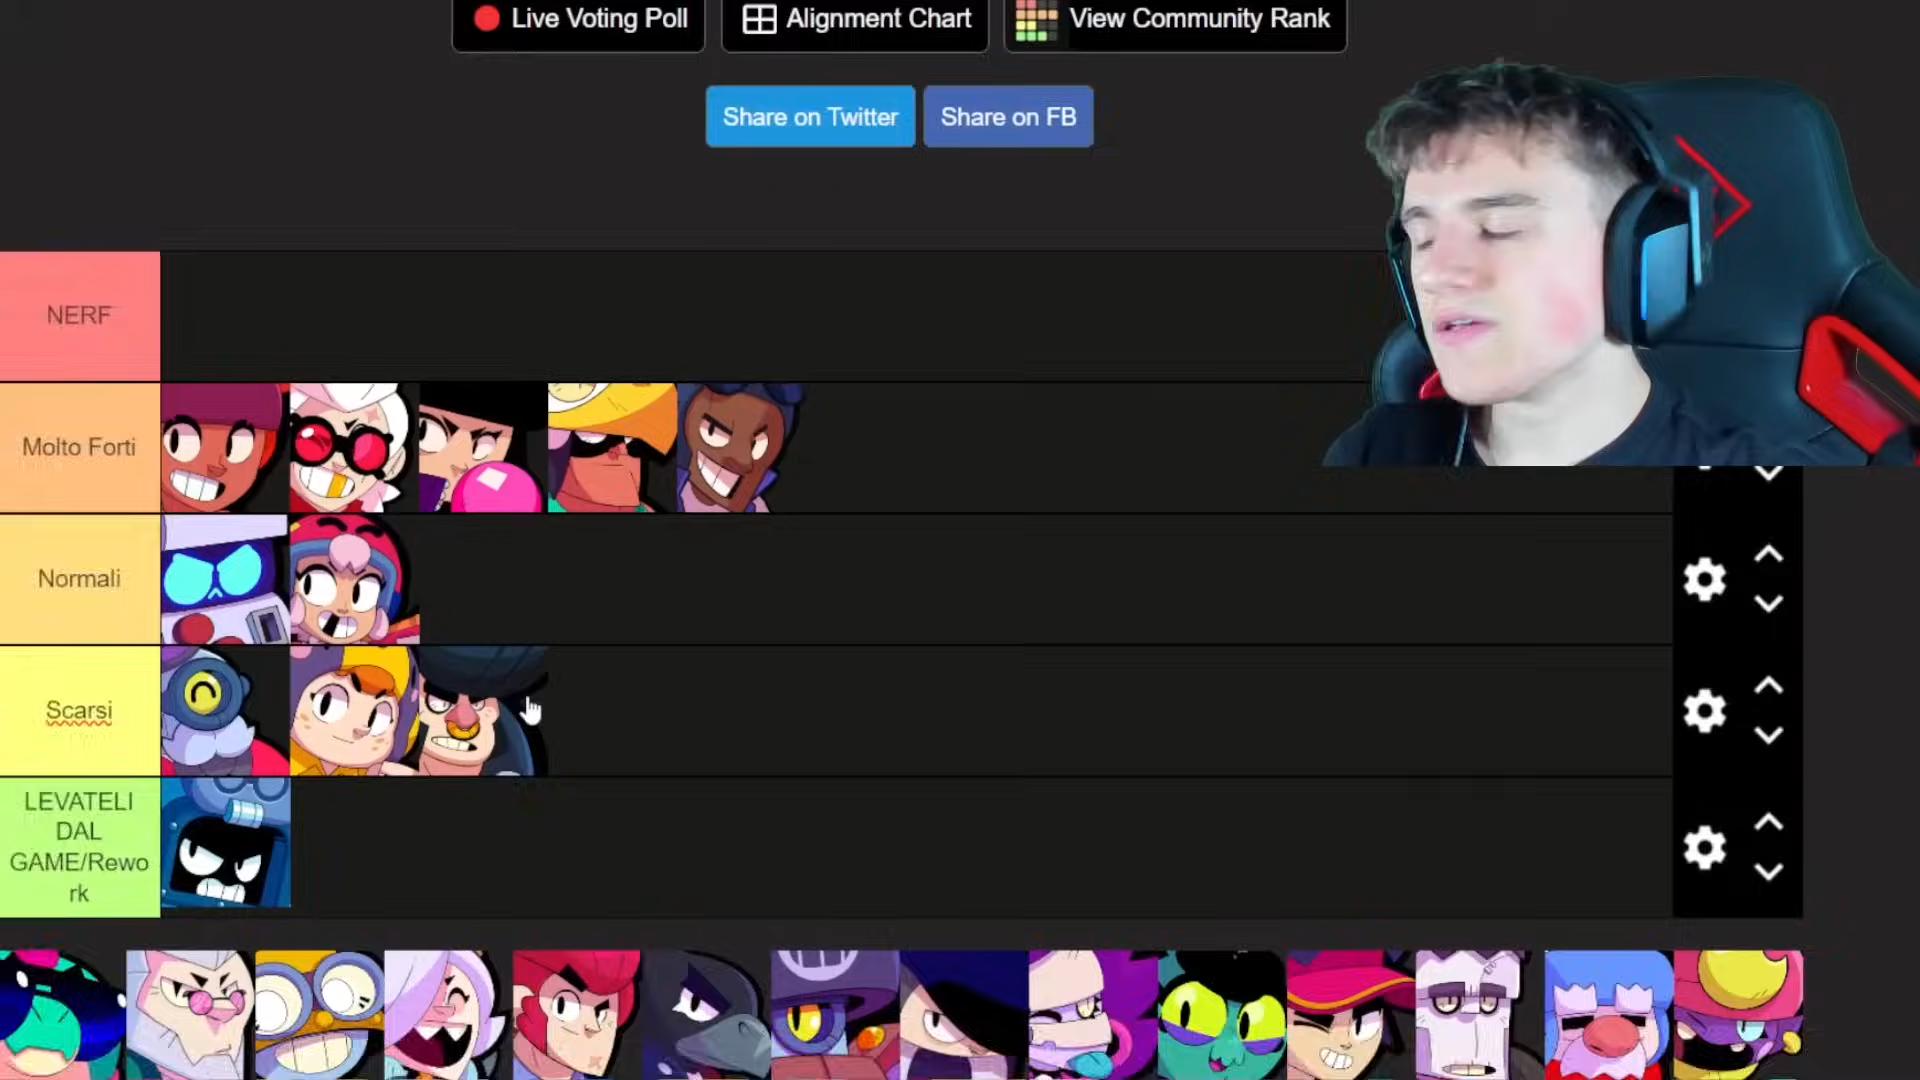 Live Voting Poll
Alignment Chart
View Community Rank
Share on Twitter
Share on FB
NERF
Molto Forti
Normali
Scarsi
LEVATELI
DAL
GAME/Rewo
rk